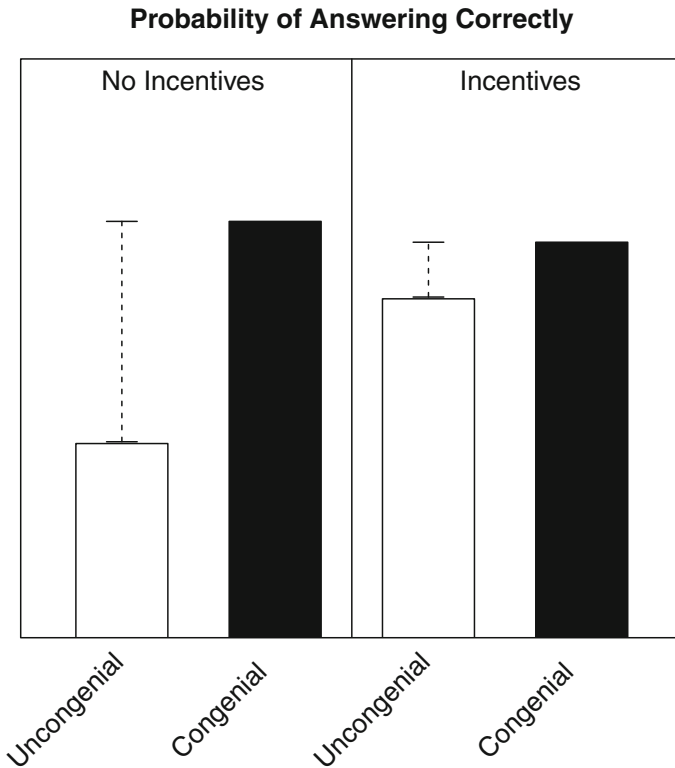 Probability of Answering Correctly
No Incentives
Incentives
Uncongenial
Congenial
Uncongenial
Congenial